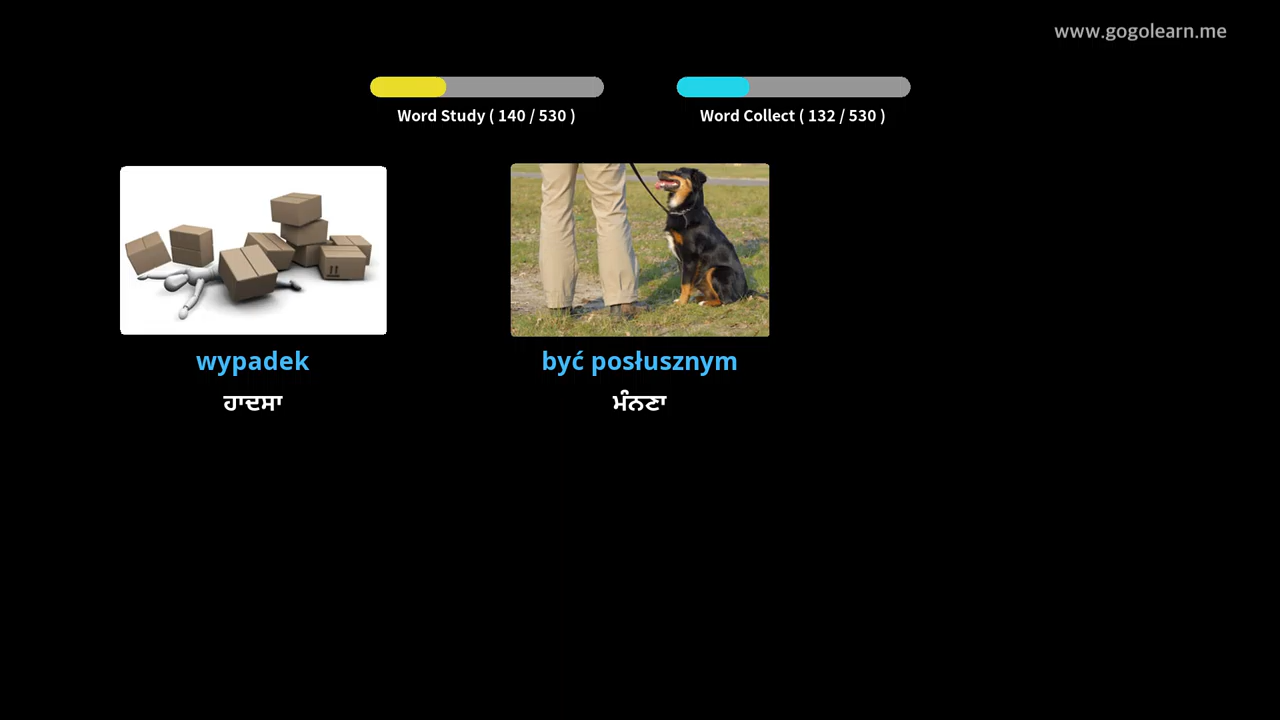 www.gogolearn.me
Word Study ( 140 / 530 )
Word Collect ( 132 / 530 )
wypadek
być posłusznym
ਹਾਦਸਾ
ਮੰਨਣਾ